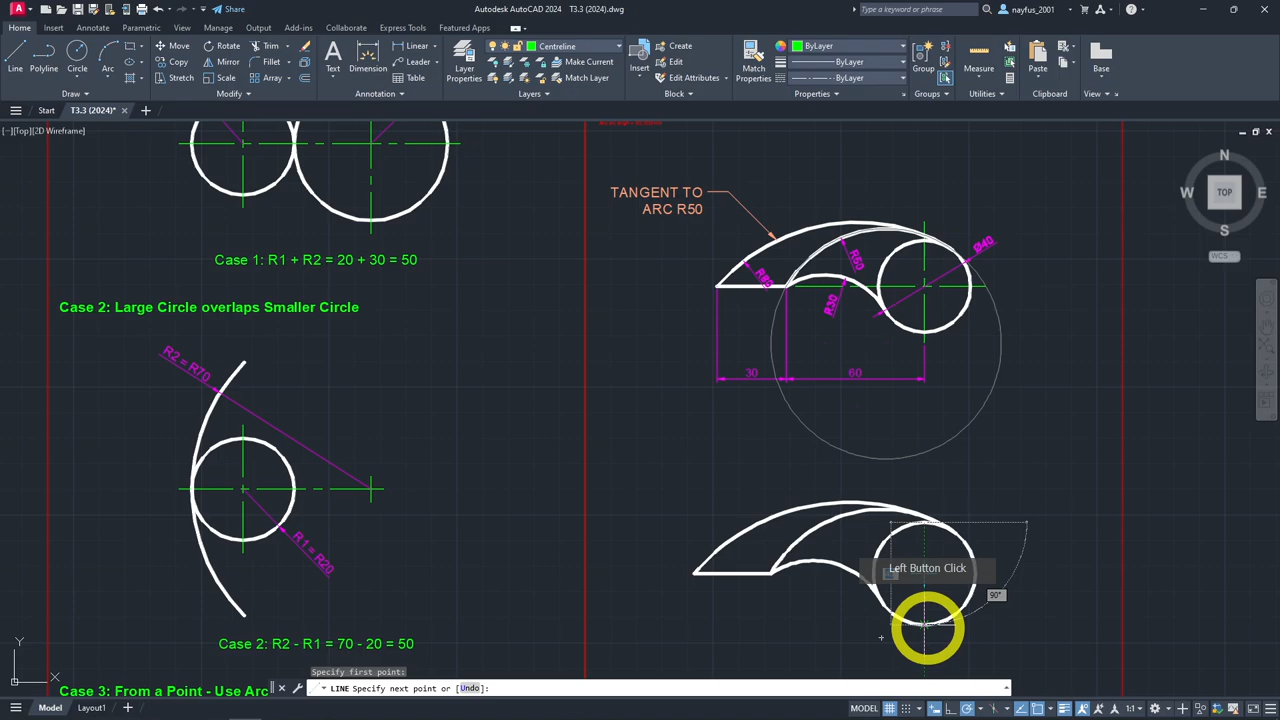 Share
Autodesk AutoCAD 2024 T3.3 (2024).dwg
Type a keyword or phrase
nayfus_2001
Home Insert Annotate Parametric View Manage Output Add-ins Collaborate Express Tools Featured Apps
Line Polyline Circle Arc
Move Rotate Trim
Copy Mirror Fillet
Stretch Scale Array
Text Dimension
Linear
Leader
Table
Layer
Properties
Centreline
Make Current
Match Layer
Insert
Create
Edit
Edit Attributes
Match
Properties
ByLayer
ByLayer
ByLayer
Group
Measure
Paste
Base
Draw Modify Annotation Layers Block Properties Groups Utilities Clipboard View
Start T3.3 (2024)*
[−][Top][2D Wireframe]
N
W TOP E
S
WCS
TANGENT TO
ARC R50
Ø40
R80
R50
R30
30 60
Case 1: R1 + R2 = 20 + 30 = 50
Case 2: Large Circle overlaps Smaller Circle
R2 = R70
R1 = R20
Left Button Click
90°
Case 2: R2 - R1 = 70 - 20 = 50
Y
X
Specify first point:
Case 3: From a Point - Use Arc
LINE Specify next point or [Undo]:
Model Layout1
MODEL
1:1